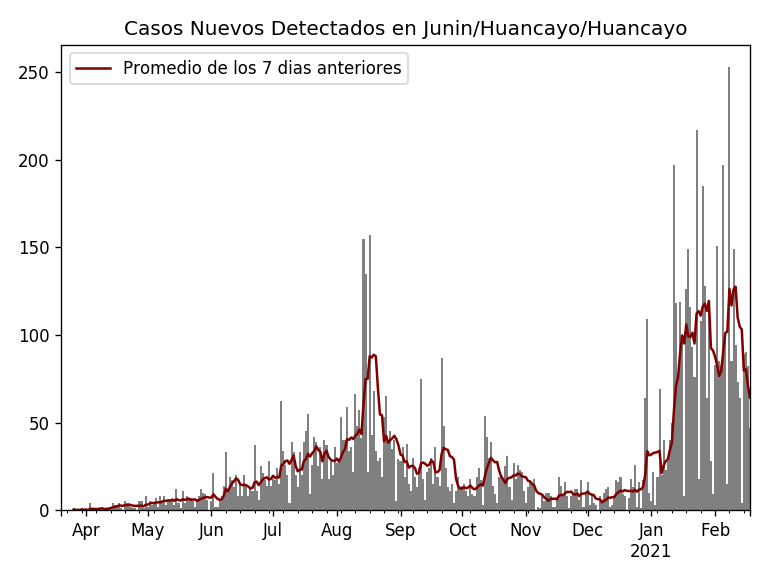 Casos Nuevos Detectados en Junin/Huancayo/Huancayo
Promedio de los 7 dias anteriores
250
200
150
100
50
0
Apr May Jun Jul Aug Sep Oct Nov Dec Jan Feb
2021